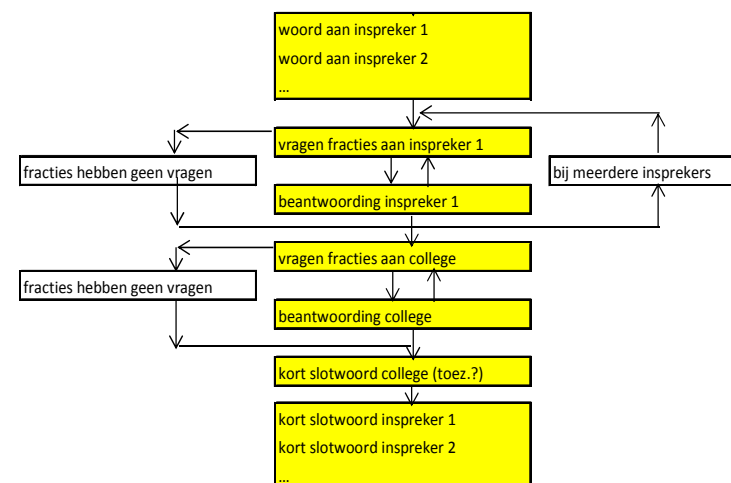 woord aan inspreker 1
woord aan inspreker 2
...
vragen fracties aan inspreker 1
fracties hebben geen vragen
bij meerdere insprekers
beantwoording inspreker 1
vragen fracties aan college
fracties hebben geen vragen
beantwoording college
kort slotwoord college (toez.?)
kort slotwoord inspreker 1
kort slotwoord inspreker 2
...